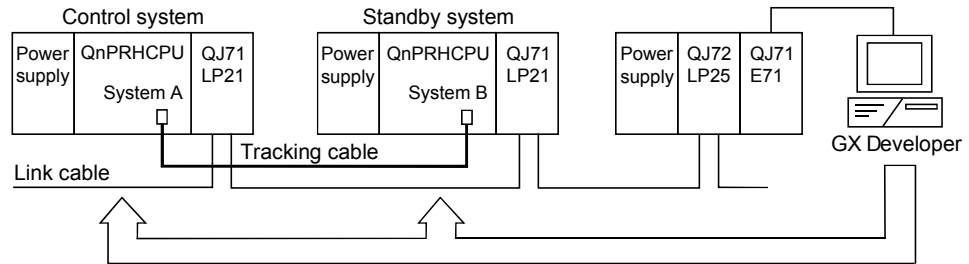 Control system
Standby system
Power supply
QnPRHCPU
System A
QJ71 LP21
Power supply
QnPRHCPU
System B
QJ71 LP21
Power supply
QJ72 LP25
QJ71 E71
GX Developer
Tracking cable
Link cable